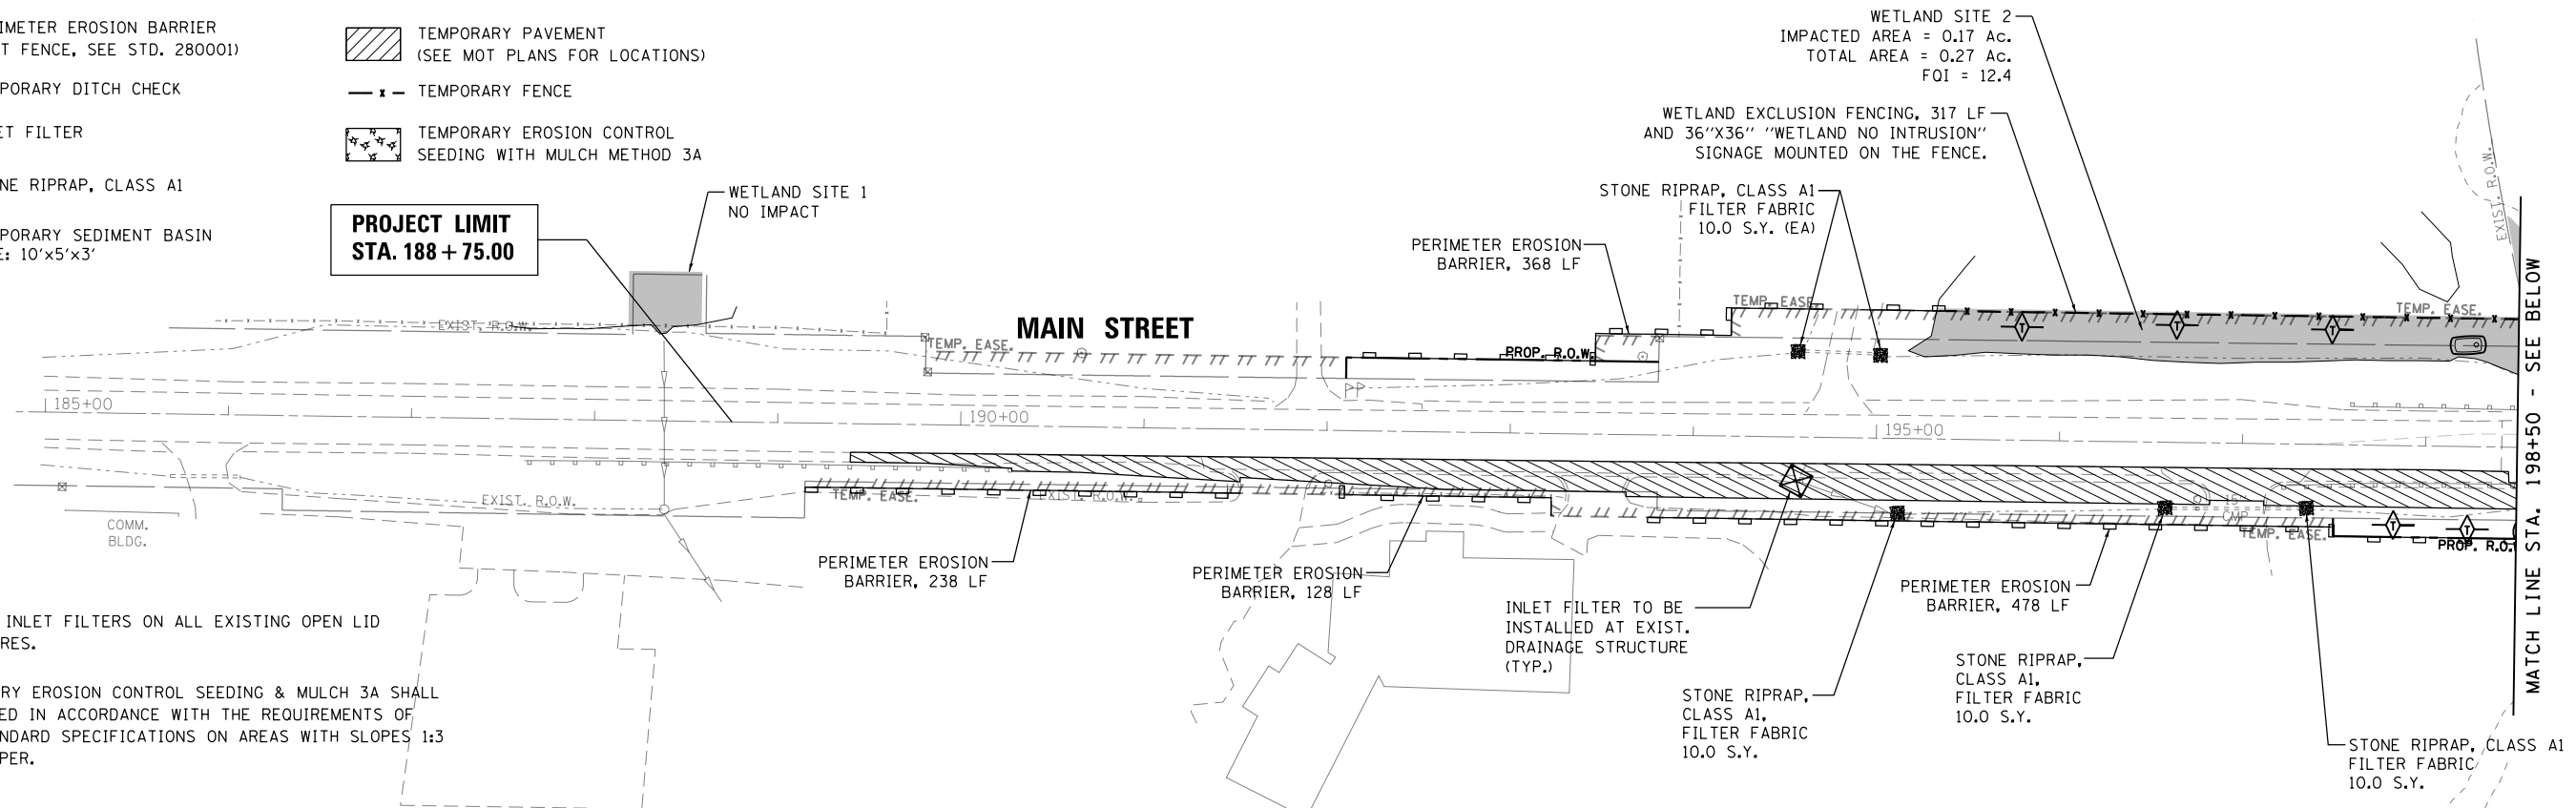 RIMETER EROSION BARRIER
T FENCE, SEE STD. 280001)
PORARY DITCH CHECK
ET FILTER
NE RIPRAP, CLASS A1
PORARY SEDIMENT BASIN
E: 10'x5'x3'
TEMPORARY PAVEMENT
(SEE MOT PLANS FOR LOCATIONS)
x
TEMPORARY FENCE
TEMPORARY EROSION CONTROL
SEEDING WITH MULCH METHOD 3A
PROJECT LIMIT
STA. 188+75.00
WETLAND SITE 1
NO IMPACT
WETLAND SITE 2
IMPACTED AREA = 0.17 Ac.
TOTAL AREA = 0.27 Ac.
FQI = 12.4
WETLAND EXCLUSION FENCING, 317 LF
AND 36"X36" "WETLAND NO INTRUSION"
SIGNAGE MOUNTED ON THE FENCE.
STONE RIPRAP, CLASS A1
FILTER FABRIC
10.0 S.Y. (EA)
PERIMETER EROSION
BARRIER, 368 LF
EXIST. R.O.W.
MAIN STREET
TEMP. EASE.
TEMP. EASE.
TEMP. EASE.
EXIST. R.O.W.
PROP. R.O.W.
T
T
T
185+00
190+00
195+00
MATCH LINE STA. 198+50 - SEE BELOW
EXIST. R.O.W.
TEMP. EASE.
EXIST. R.O.W.
15"
CMP
TEMP. EASE.
T
T
PROP. R.O.
COMM.
BLDG.
PERIMETER EROSION
BARRIER, 238 LF
PERIMETER EROSION
BARRIER, 128 LF
INLET FILTER TO BE
INSTALLED AT EXIST.
DRAINAGE STRUCTURE
(TYP.)
PERIMETER EROSION
BARRIER, 478 LF
STONE RIPRAP,
CLASS A1,
FILTER FABRIC
10.0 S.Y.
STONE RIPRAP,
CLASS A1,
FILTER FABRIC
10.0 S.Y.
STONE RIPRAP, CLASS A1
FILTER FABRIC
10.0 S.Y.
INLET FILTERS ON ALL EXISTING OPEN LID
RES.
RY EROSION CONTROL SEEDING & MULCH 3A SHALL
ED IN ACCORDANCE WITH THE REQUIREMENTS OF
NDARD SPECIFICATIONS ON AREAS WITH SLOPES 1:3
PER.